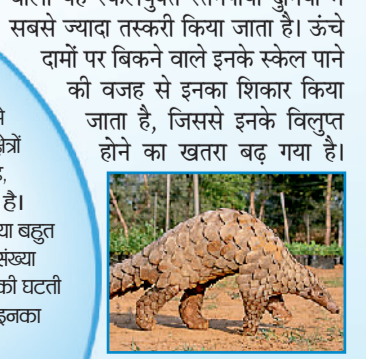 सबसे ज्यादा तस्करी किया जाता है। ऊंचे
दामों पर बिकने वाले इनके स्केल पाने
की वजह से इनका शिकार किया
जाता है, जिससे इनके विलुप्त
होने का खतरा बढ़ गया है।
है।
या बहुत
संख्या
की घटती
इनका